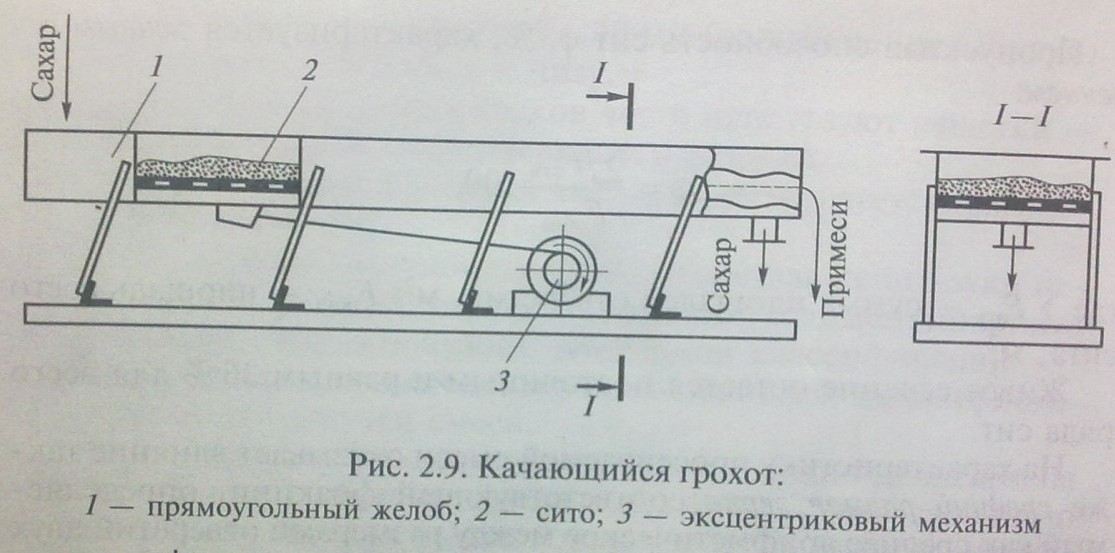 Сахар
1
2
I
I–I
Сахар
Примеси
3
I
Рис. 2.9. Качающийся грохот:
1 — прямоугольный желоб; 2 — сито; 3 — эксцентриковый механизм